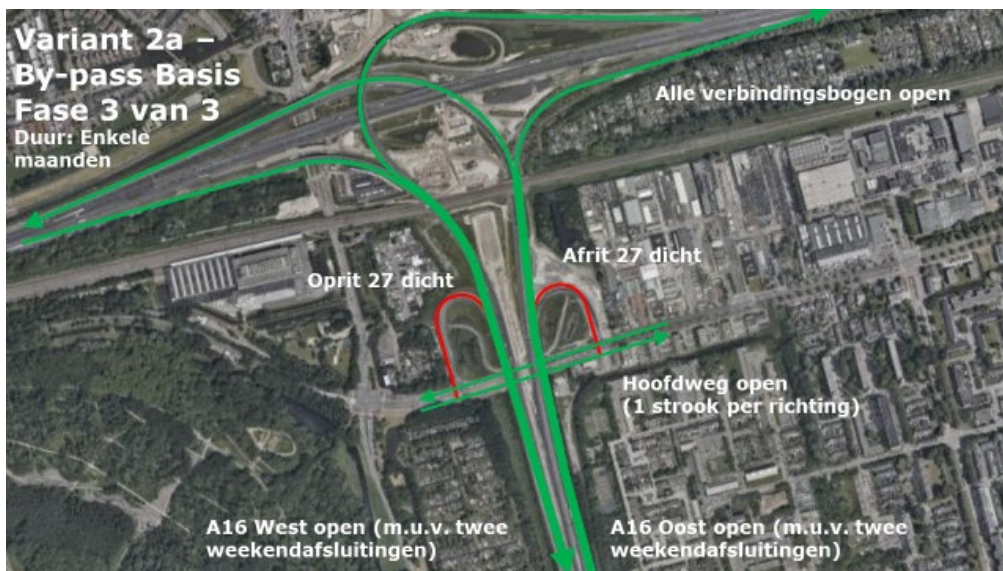 Variant 2a –
By-pass Basis
Fase 3 van 3
Duur: Enkele
maanden
Alle verbindingsbogen open
Oprit 27 dicht
Afrit 27 dicht
Hoofdweg open
(1 strook per richting)
A16 West open (m.u.v. twee
weekendafsluitingen)
A16 Oost open (m.u.v. twee
weekendafsluitingen)